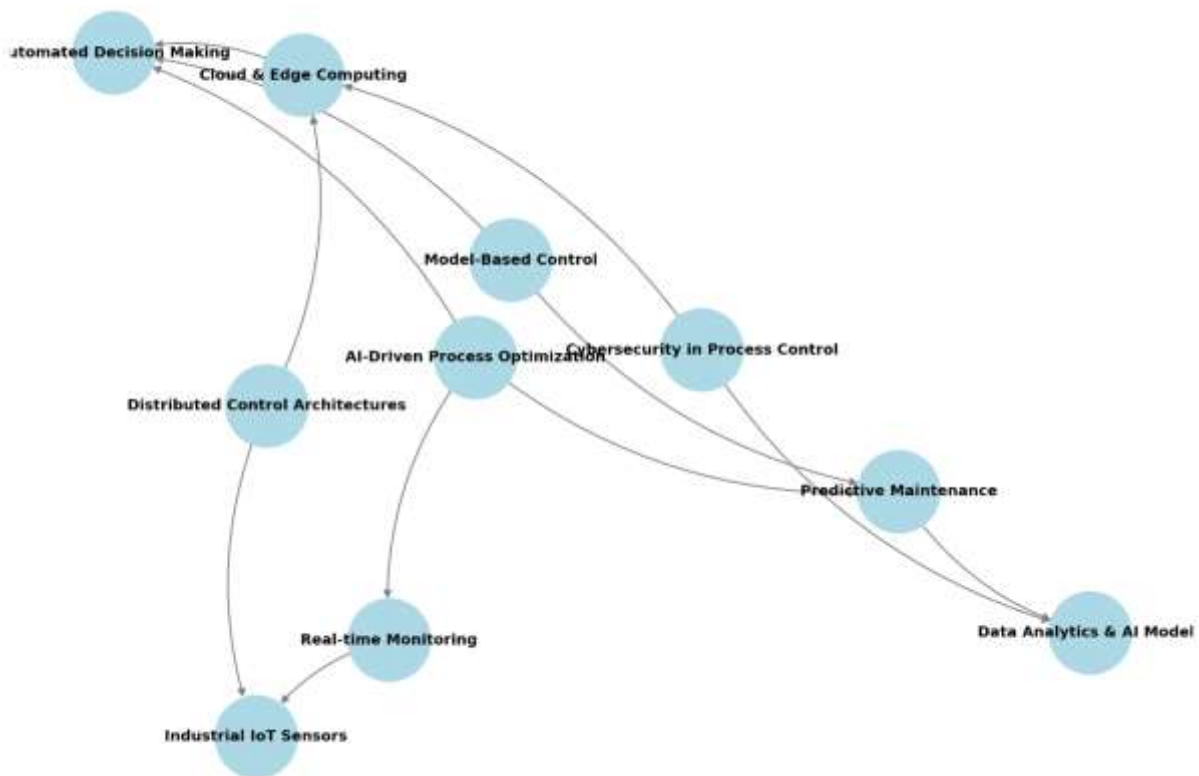 utomated Decision Making
Cloud & Edge Computing
Model-Based Control
Cybersecurity in Process Control
AI-Driven Process Optimization
Distributed Control Architectures
Predictive Maintenance
Data Analytics & AI Model
Real-time Monitoring
Industrial IoT Sensors